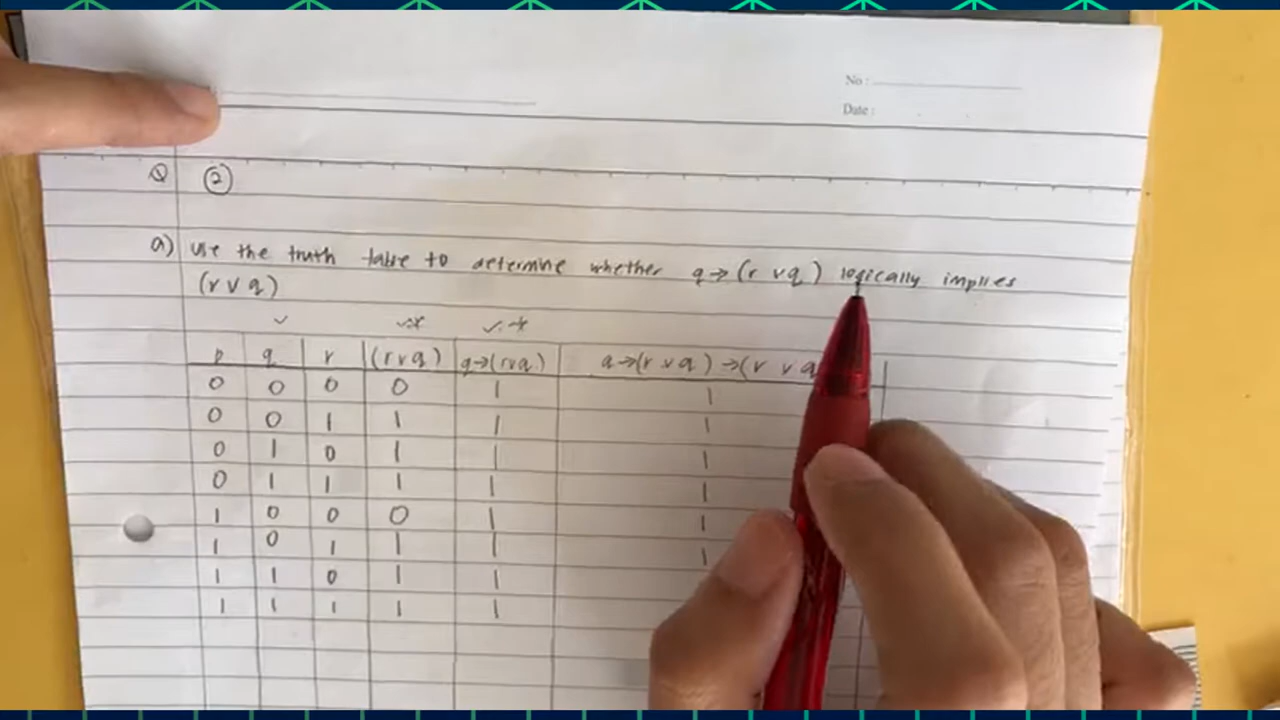 No :
Date :
Q ②
a) use the truth table to determine whether q→(r ∨ q) logically implies
(r ∨ q)
p q r (r ∨ q) q→(r∨q) q→(r ∨ q) →(r ∨ q
0 0 0 0 1 1
0 0 1 1 1 1
0 1 0 1 1 1
0 1 1 1 1 1
1 0 0 0 1 1
1 0 1 1 1 1
1 1 0 1 1
1 1 1 1 1